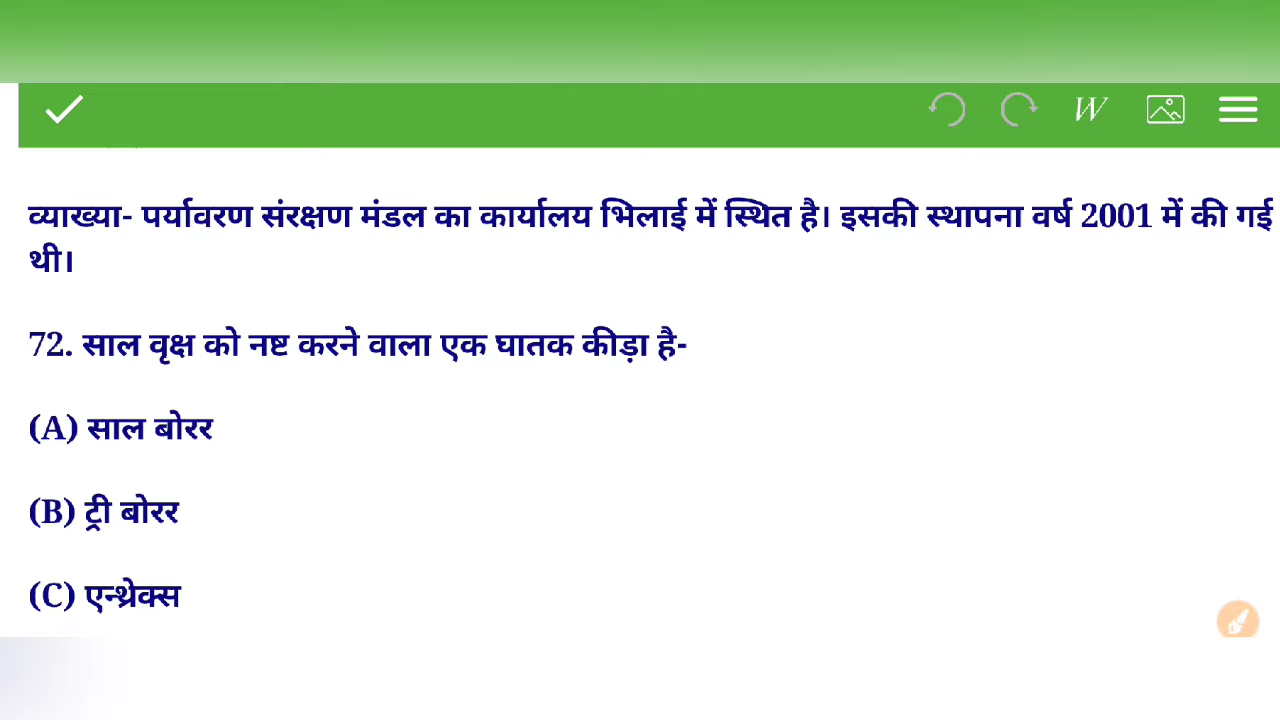 W
व्याख्या- पर्यावरण संरक्षण मंडल का कार्यालय भिलाई में स्थित है। इसकी स्थापना वर्ष 2001 में की गई
थी।
72. साल वृक्ष को नष्ट करने वाला एक घातक कीड़ा है-
(A) साल बोरर
(B) ट्री बोरर
(C) एन्थ्रेक्स